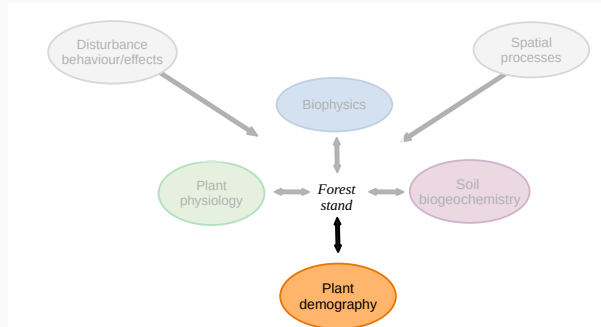 Disturbance
behaviour/effects
Spatial
processes
Biophysics
Plant
physiology
Forest
stand
Soil
biogeochemistry
Plant
demography